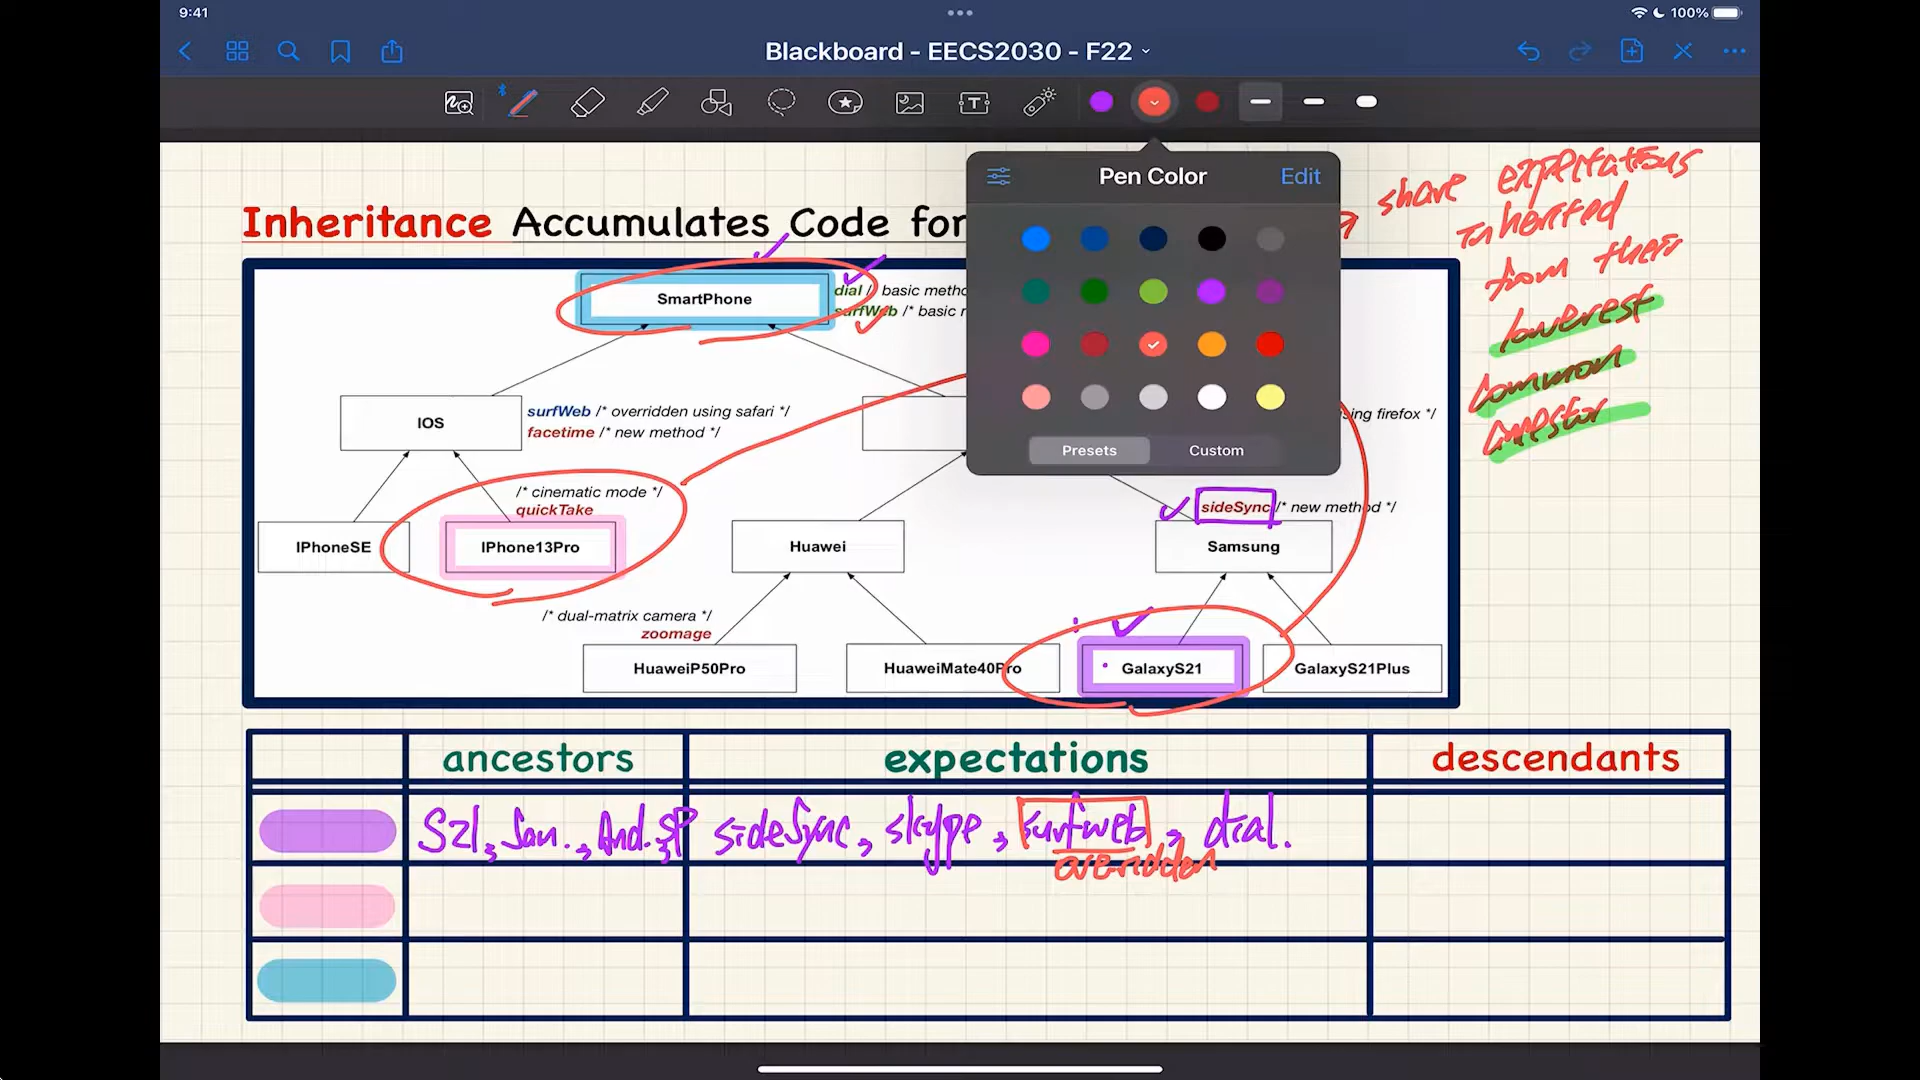 9:41
100%
Blackboard - EECS2030 - F22
Pen Color
Edit
Presets
Custom
share expectations
inherited
from their
lowerest
common
ancestor
Inheritance Accumulates Code for
SmartPhone
dial /* basic metho
surfWeb /* basic
IOS
surfWeb /* overridden using safari */
facetime /* new method */
sing firefox */
/* cinematic mode */
quickTake
sideSync /* new method */
IPhoneSE
IPhone13Pro
Huawei
Samsung
/* dual-matrix camera */
zoomage
HuaweiP50Pro
HuaweiMate40Pro
GalaxyS21
GalaxyS21Plus
ancestors expectations descendants
S21, Sam., And., SP sideSync, skype, surfweb, dial.
overidden